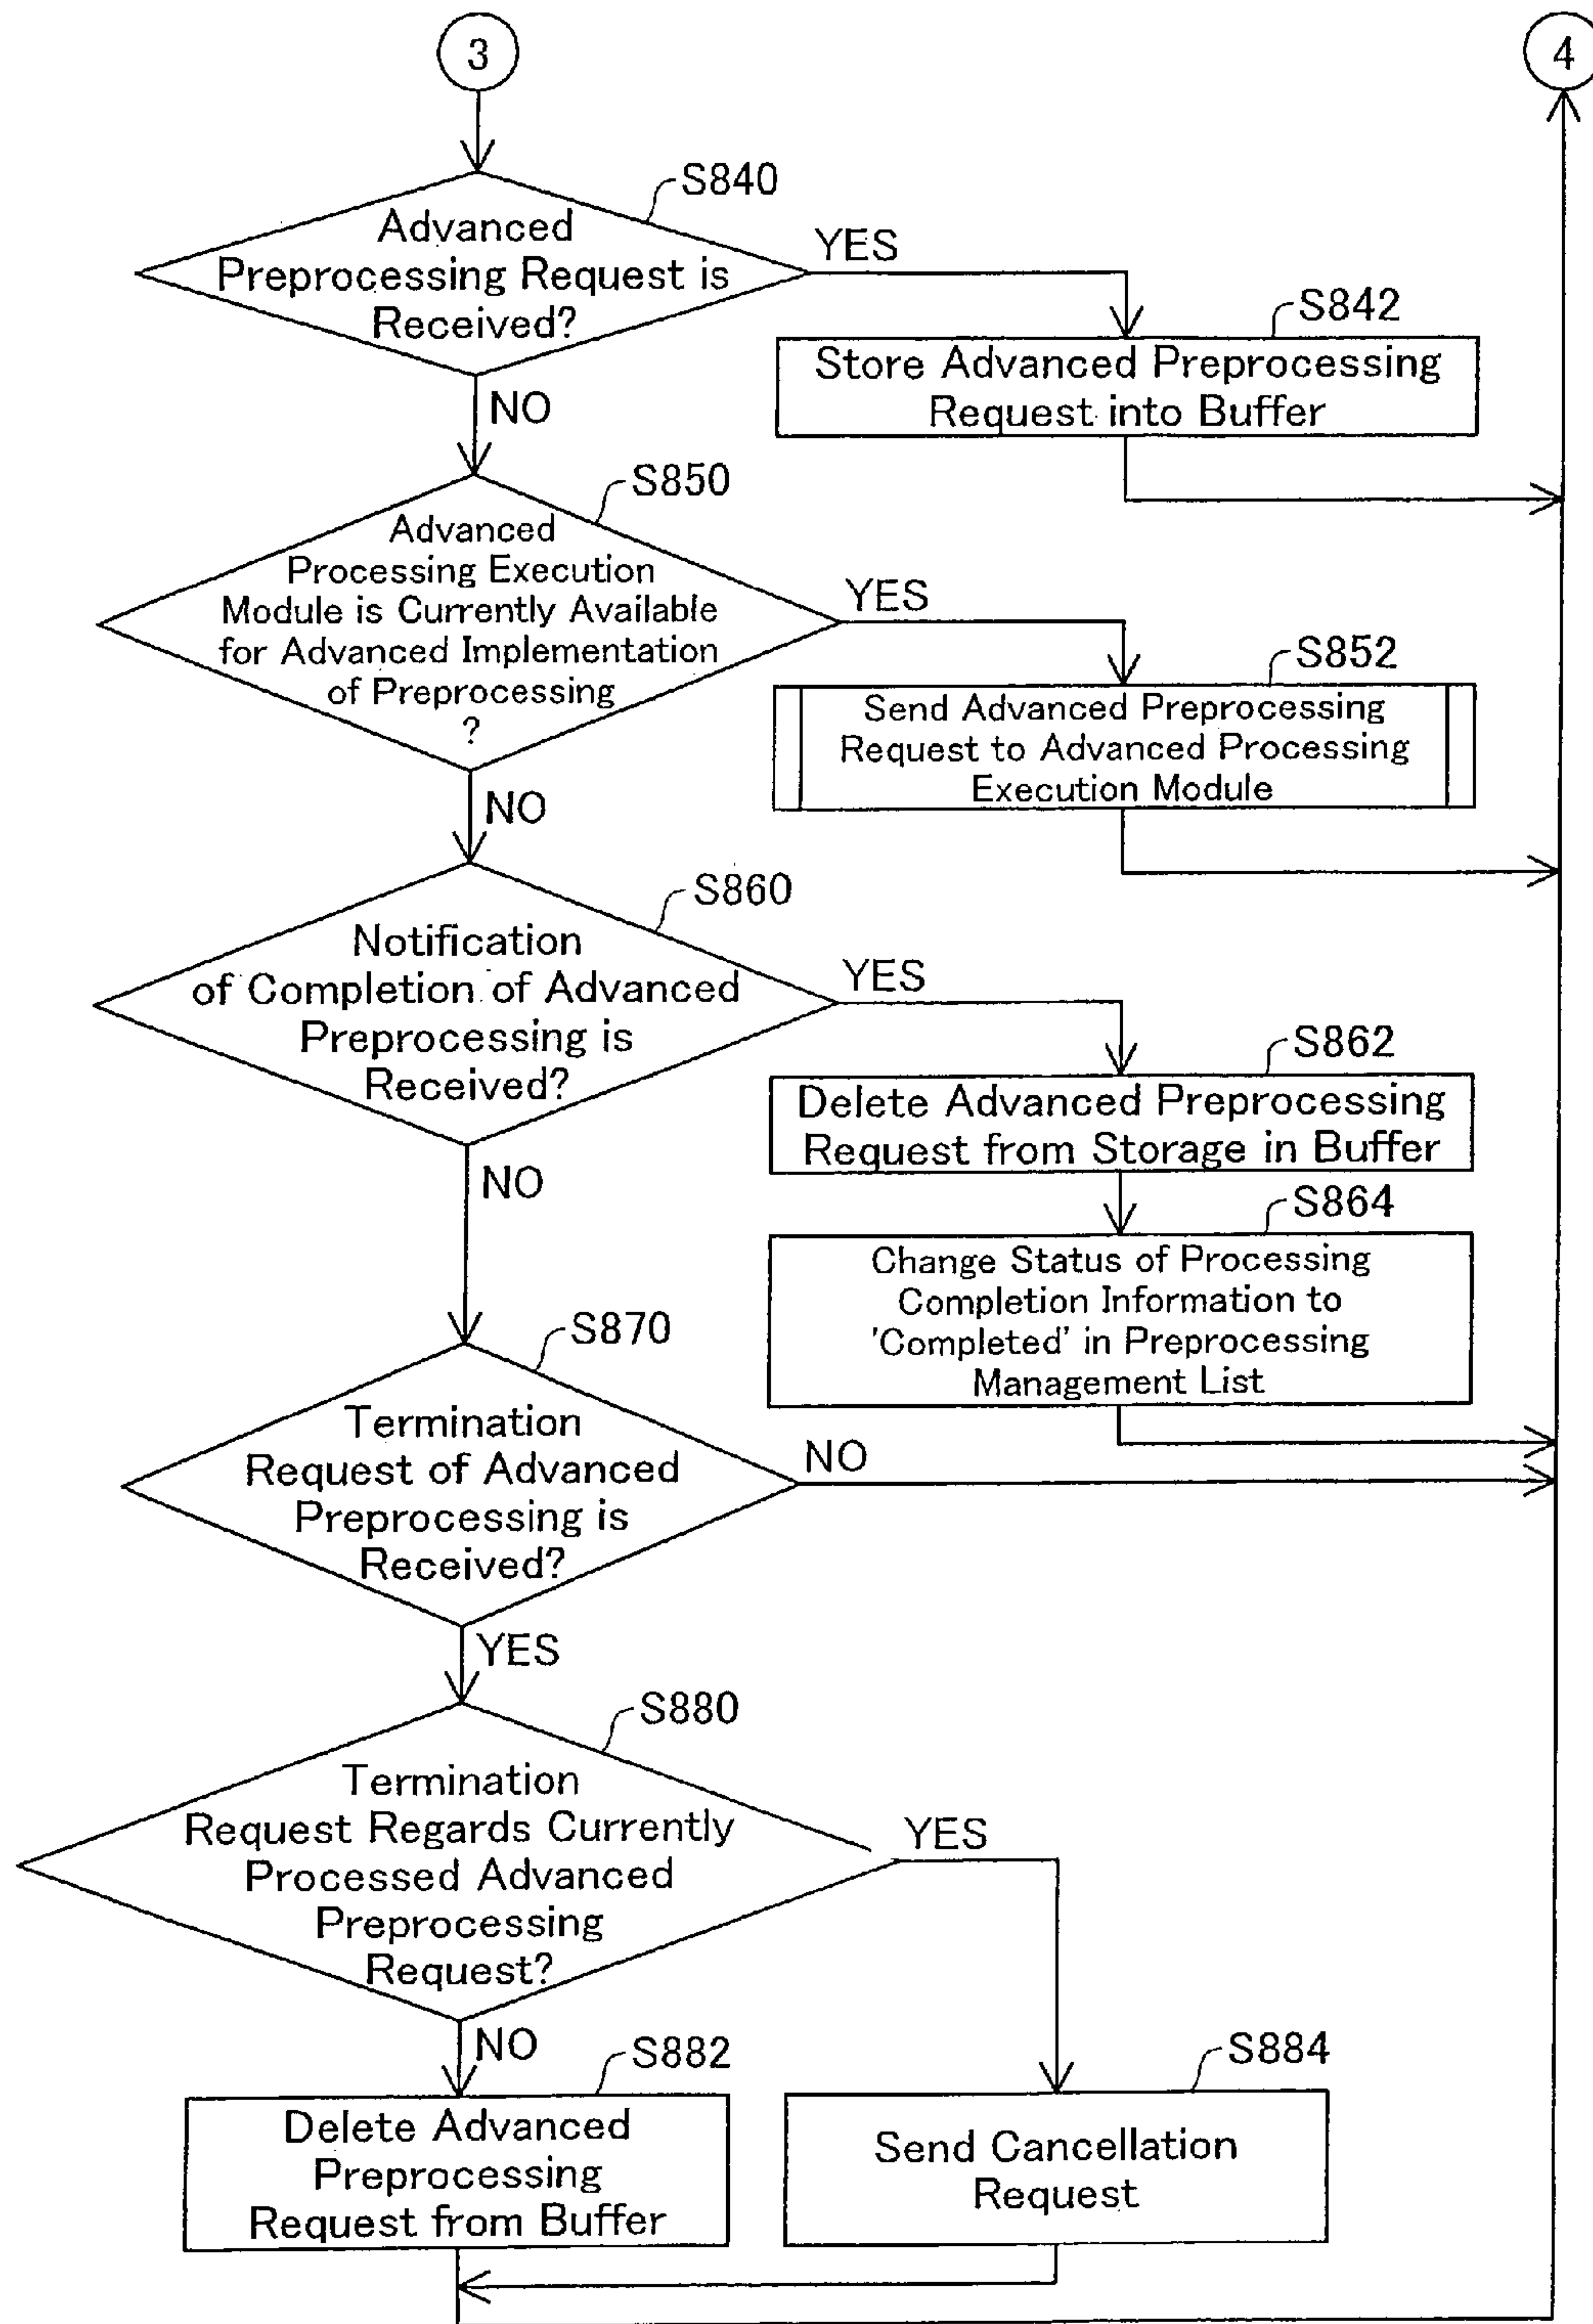 3
4
S840
Advanced
Preprocessing Request is
Received?
YES
S842
Store Advanced Preprocessing
Request into Buffer
NO
S850
Advanced
Processing Execution
Module is Currently Available
for Advanced Implementation
of Preprocessing
?
YES
S852
Send Advanced Preprocessing
Request to Advanced Processing
Execution Module
NO
S860
Notification
of Completion of Advanced
Preprocessing is
Received?
YES
S862
Delete Advanced Preprocessing
Request from Storage in Buffer
NO
S864
Change Status of Processing
Completion Information to
'Completed' in Preprocessing
Management List
S870
Termination
Request of Advanced
Preprocessing is
Received?
NO
YES
S880
Termination
Request Regards Currently
Processed Advanced
Preprocessing
Request?
YES
NO
S882
Delete Advanced
Preprocessing
Request from Buffer
S884
Send Cancellation
Request